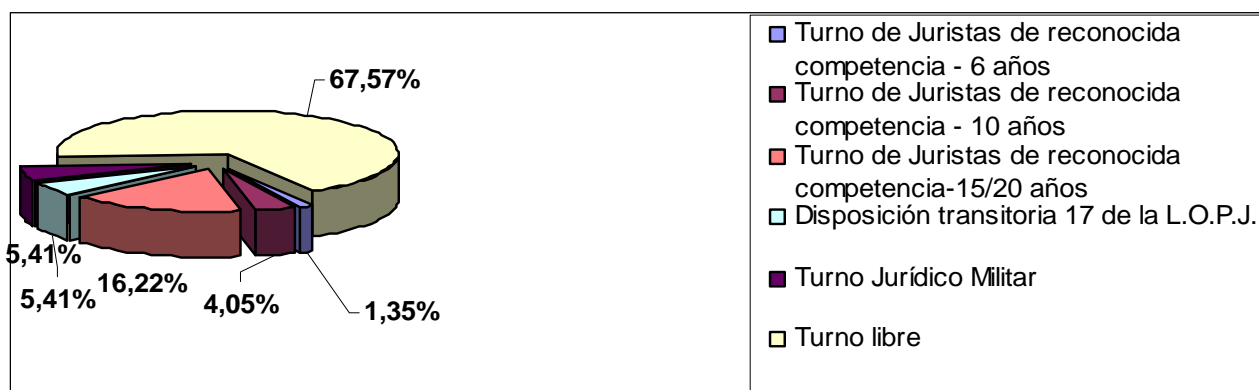 67,57%
5,41%
5,41%
16,22%
4,05%
1,35%
Turno de Juristas de reconocida
competencia - 6 años
Turno de Juristas de reconocida
competencia - 10 años
Turno de Juristas de reconocida
competencia-15/20 años
Disposición transitoria 17 de la L.O.P.J.
Turno Jurídico Militar
Turno libre